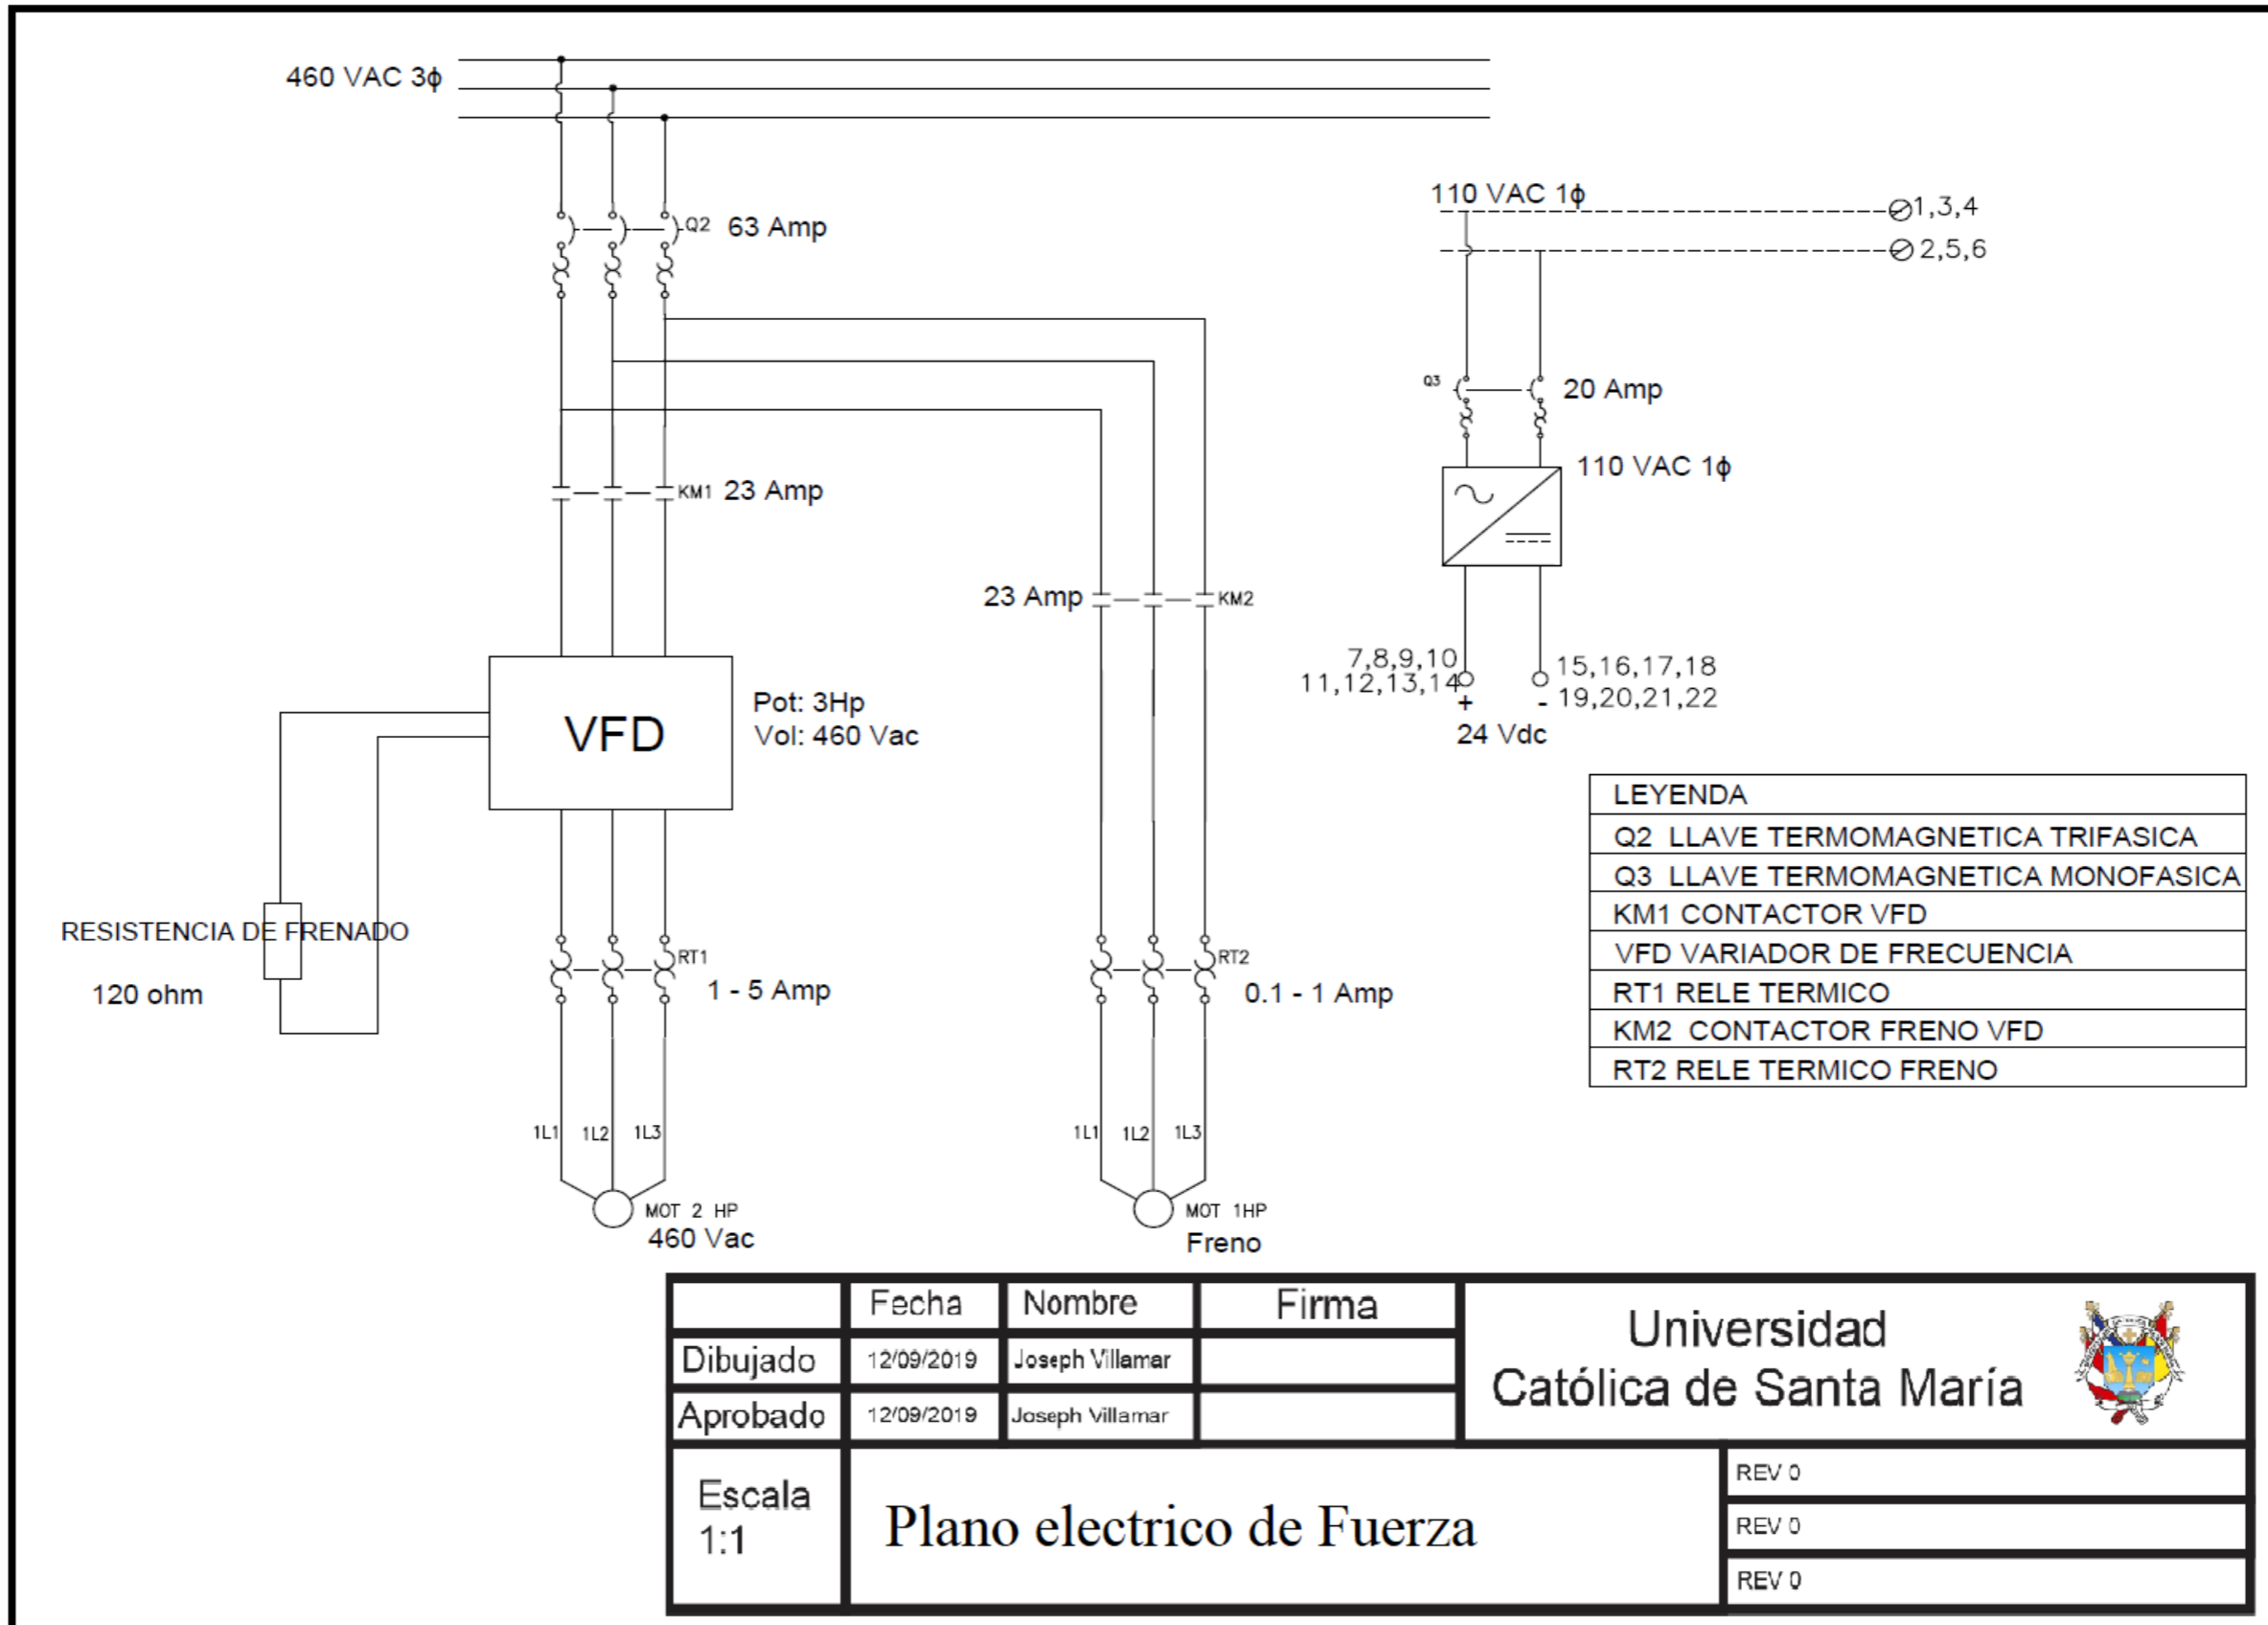 460 VAC 3ϕ
Q2 63 Amp
110 VAC 1ϕ
1,3,4
2,5,6
Q3
20 Amp
110 VAC 1ϕ
KM1 23 Amp
23 Amp
KM2
7,8,9,10
11,12,13,14
+
15,16,17,18
- 19,20,21,22
24 Vdc
VFD
Pot: 3Hp
Vol: 460 Vac
RESISTENCIA DE FRENADO
120 ohm
RT1
1 - 5 Amp
RT2
0.1 - 1 Amp
1L1 1L2 1L3
1L1 1L2 1L3
MOT 2 HP
460 Vac
MOT 1HP
Freno
LEYENDA
Q2 LLAVE TERMOMAGNETICA TRIFASICA
Q3 LLAVE TERMOMAGNETICA MONOFASICA
KM1 CONTACTOR VFD
VFD VARIADOR DE FRECUENCIA
RT1 RELE TERMICO
KM2 CONTACTOR FRENO VFD
RT2 RELE TERMICO FRENO
Fecha Nombre Firma
Dibujado 12/09/2019 Joseph Villamar
Aprobado 12/09/2019 Joseph Villamar
Universidad
Católica de Santa María
Escala
1:1
Plano electrico de Fuerza
REV 0
REV 0
REV 0